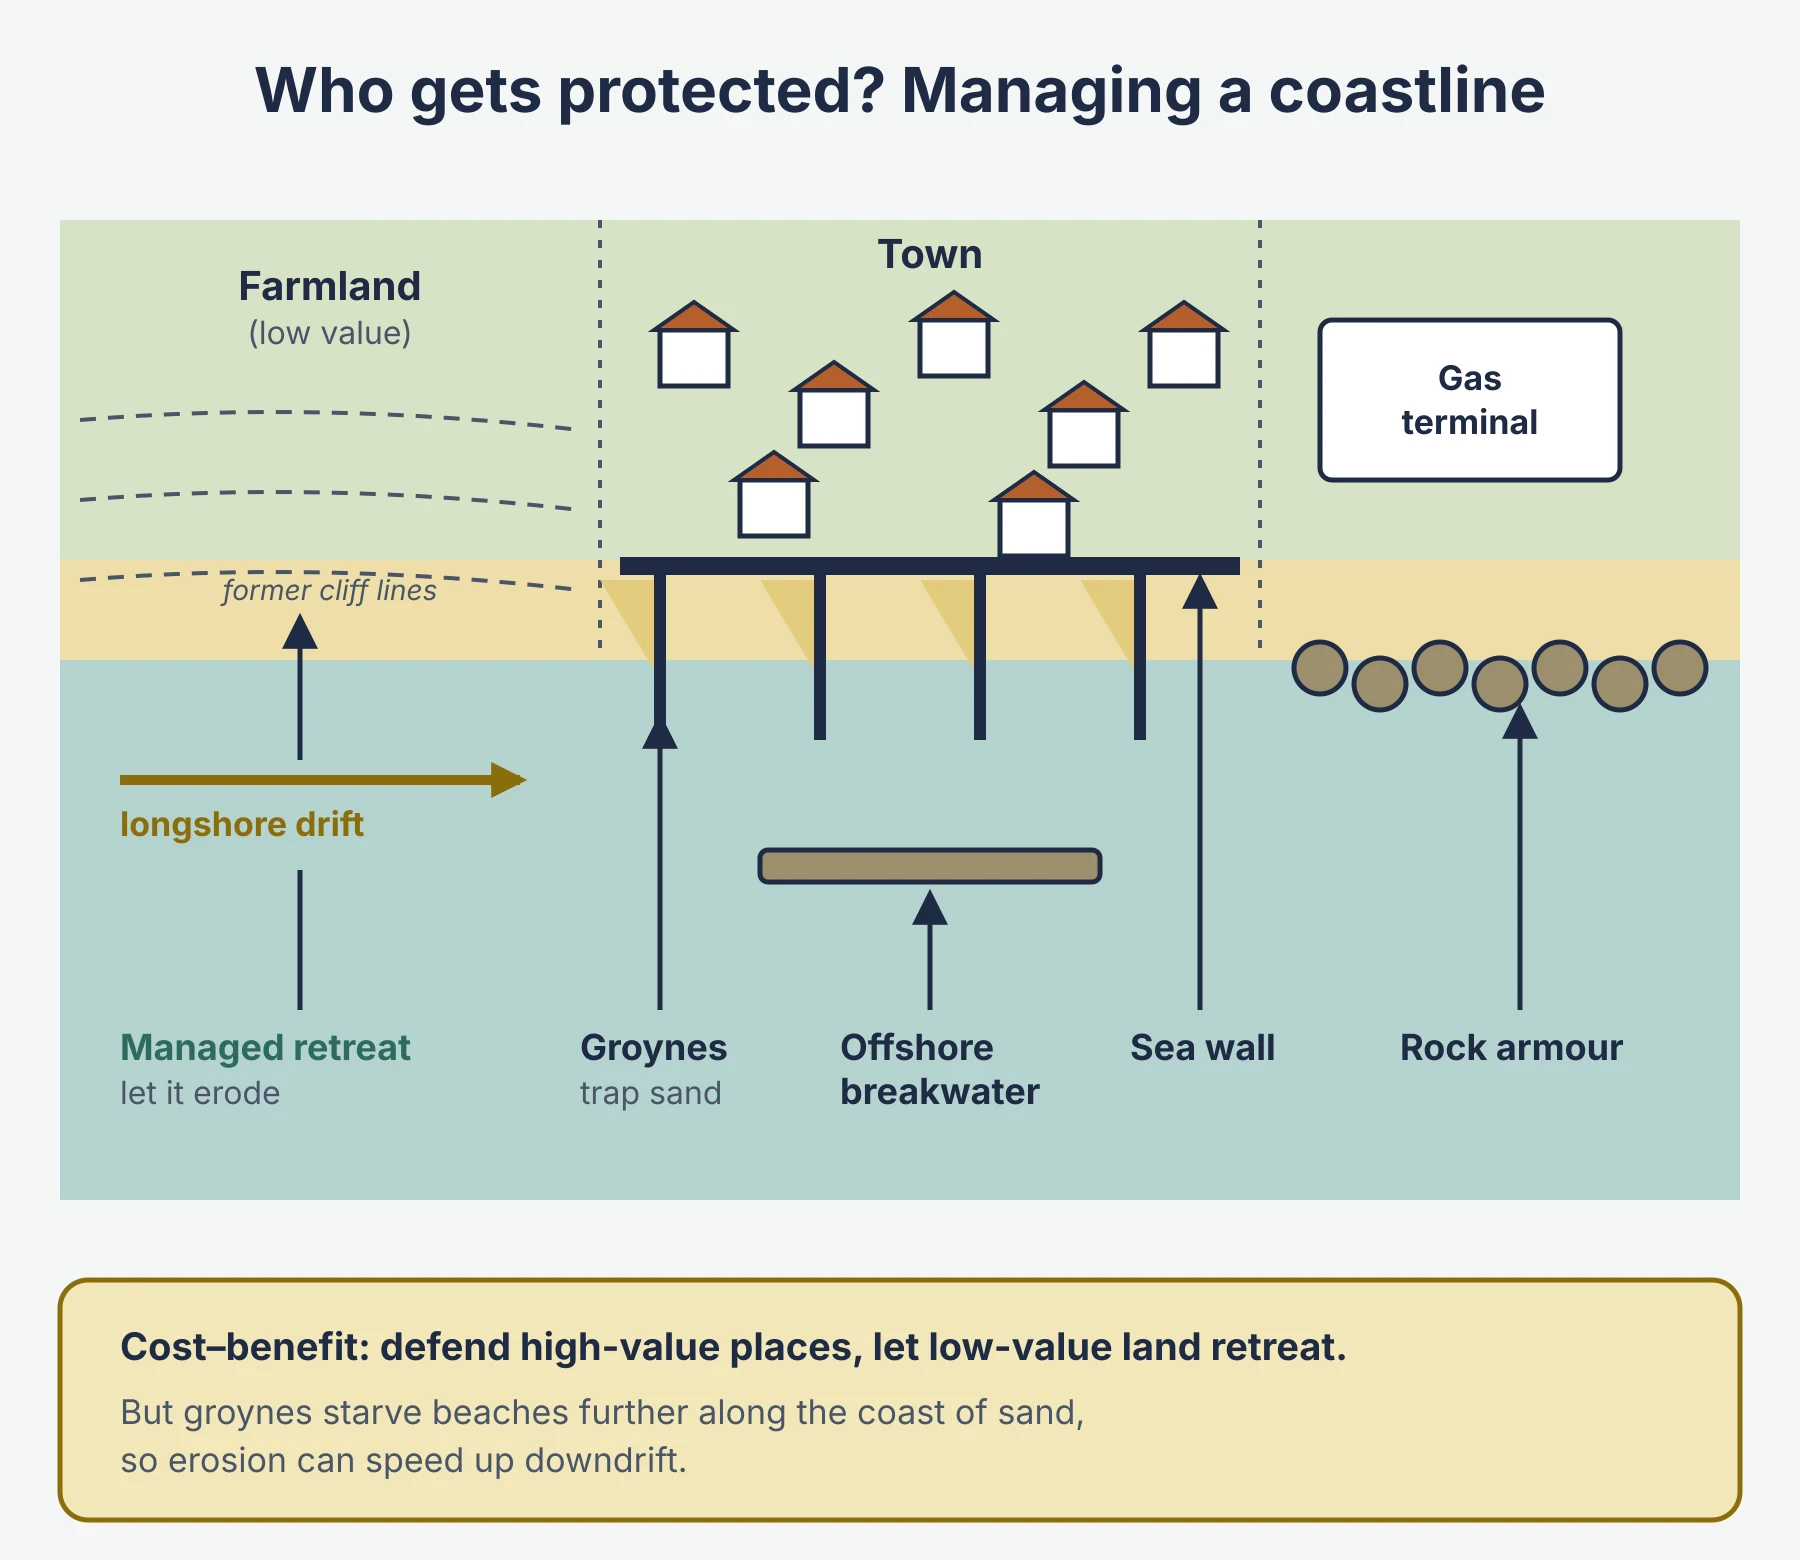 Who gets protected? Managing a coastline
Town
Farmland
(low value)
Gas
terminal
former cliff lines
longshore drift
Managed retreat
let it erode
Groynes
trap sand
Offshore
breakwater
Sea wall
Rock armour
Cost–benefit: defend high-value places, let low-value land retreat.
But groynes starve beaches further along the coast of sand,
so erosion can speed up downdrift.